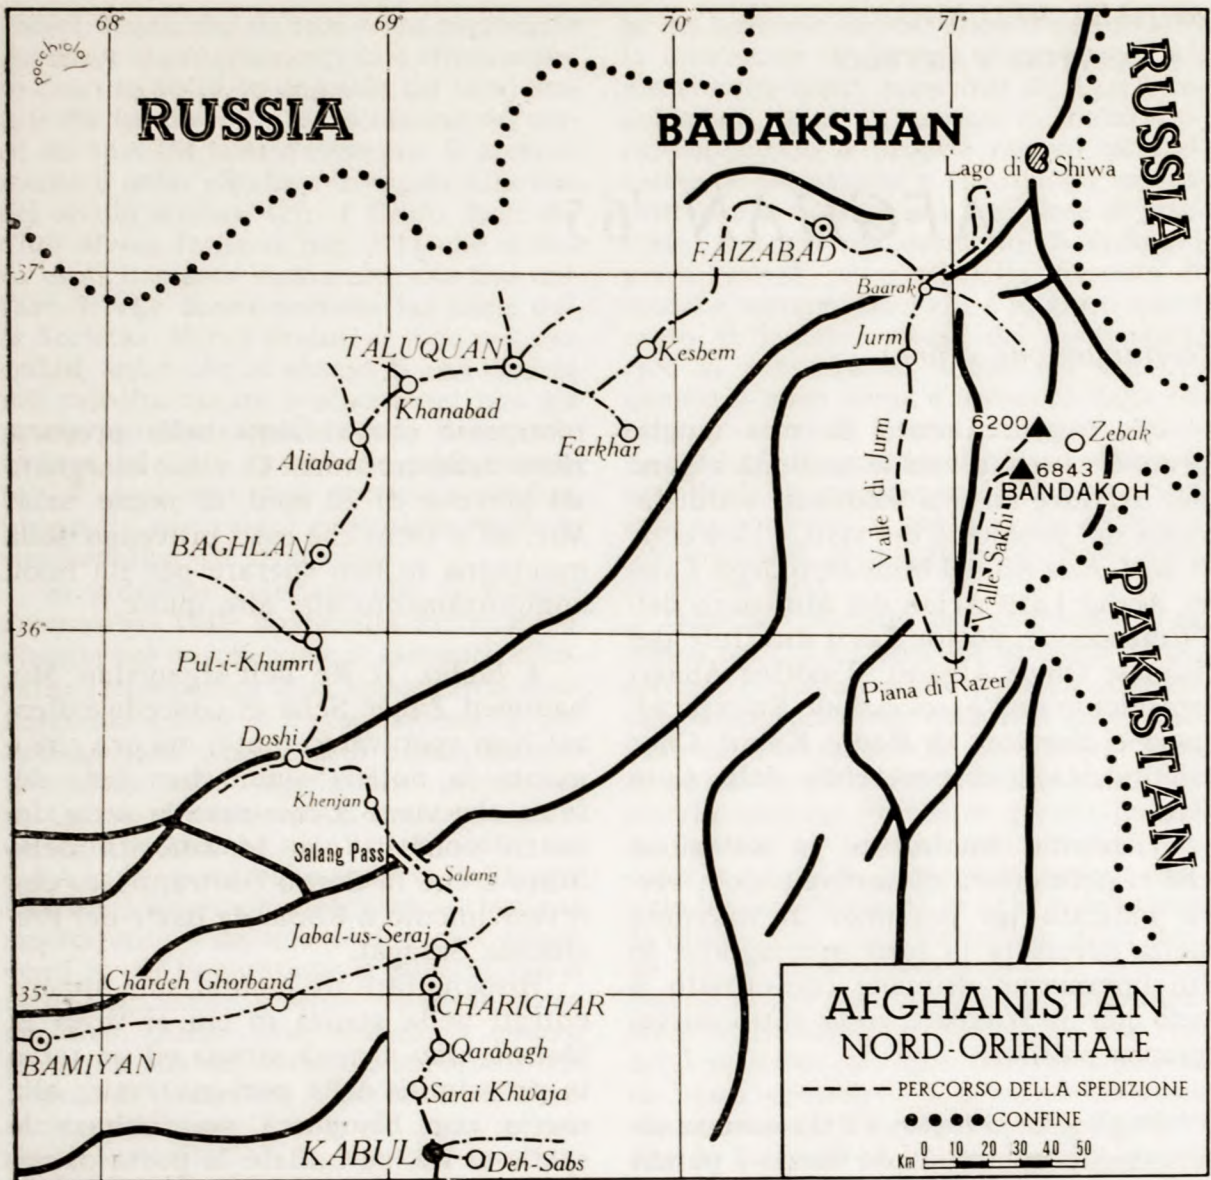 68°
69°
70°
71°
pocchiola
RUSSIA
BADAKSHAN
RUSSIA
Lago di Shiwa
FAIZABAD
37°
Baarak
TALUQUAN
Keshem
Jurm
Khanabad
Farkhar
6200
Zebak
Aliabad
6843
BANDAKOH
Valle di Jurm
Valle Sakhi
BAGHLAN
PAKISTAN
36°
Pul-i-Khumri
Piana di Razer
Doshi
Khenjan
Salang Pass
Salang
Jabal-us-Seraj
Chardeh Ghorband
35°
CHARICHAR
BAMIYAN
Qarabagh
Sarai Khwaja
KABUL
Deh-Sabs
AFGHANISTAN
NORD-ORIENTALE
PERCORSO DELLA SPEDIZIONE
CONFINE
Km 10 20 30 40 50